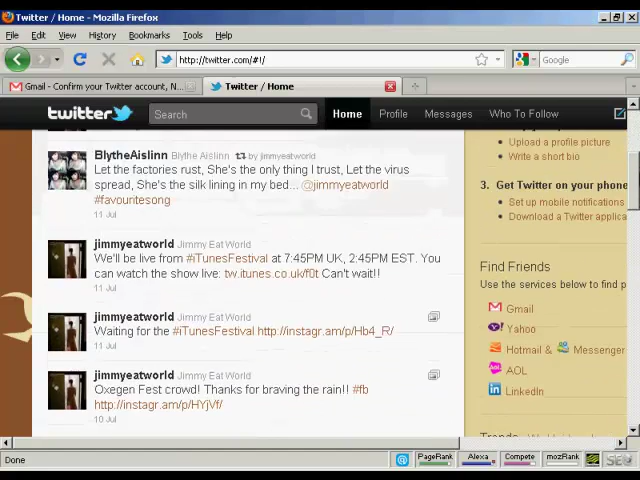 Twitter / Home - Mozilla Firefox
File Edit View History Bookmarks Tools Help
http://twitter.com/#!/
Google
Gmail - Confirm your Twitter account, N...
Twitter / Home
twitter
Search
Home Profile Messages Who To Follow
BlytheAislinn Blythe Aislinn by jimmyeatworld
Let the factories rust, She's the only thing I trust, Let the virus
spread, She's the silk lining in my bed... @jimmyeatworld
#favouritesong
11 Jul
jimmyeatworld Jimmy Eat World
We'll be live from #iTunesFestival at 7:45PM UK, 2:45PM EST. You
can watch the show live: tw.itunes.co.uk/f0t Can't wait!!
11 Jul
jimmyeatworld Jimmy Eat World
Waiting for the #iTunesFestival http://instagr.am/p/Hb4_R/
11 Jul
jimmyeatworld Jimmy Eat World
Oxegen Fest crowd! Thanks for braving the rain!! #fb
http://instagr.am/p/HYjVf/
10 Jul
Upload a profile picture
Write a short bio
3. Get Twitter on your phone
Set up mobile notifications
Download a Twitter applica
Find Friends
Use the services below to find p
Gmail
Yahoo
Hotmail & Messenger
AOL
LinkedIn
Trends
Done
PageRank
Alexa
Compete
mozRank
SEO